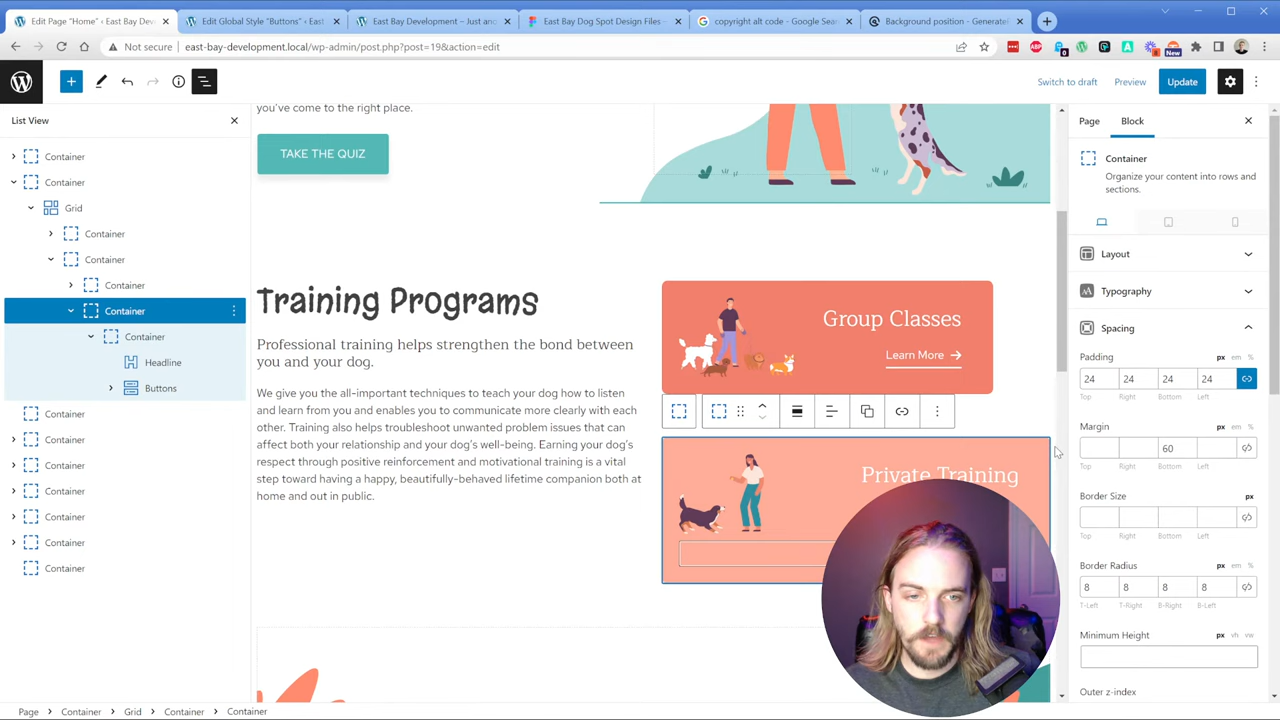 Edit Page “Home” ‹ East Bay Deve
Edit Global Style “Buttons” ‹ East
East Bay Development – Just ano
East Bay Dog Spot Design Files –
copyright alt code - Google Sear
Background position - GenerateP
Not secure
east-bay-development.local/wp-admin/post.php?post=19&action=edit
New
Switch to draft
Preview
Update
List View
Container
Container
Grid
Container
Container
Container
Container
Container
Headline
Buttons
Container
Container
Container
Container
Container
Container
Container
you’ve come to the right place.
TAKE THE QUIZ
Training Programs
Professional training helps strengthen the bond between
you and your dog.
We give you the all-important techniques to teach your dog how to listen
and learn from you and enables you to communicate more clearly with each
other. Training also helps troubleshoot unwanted problem issues that can
affect both your relationship and your dog’s well-being. Earning your dog’s
respect through positive reinforcement and motivational training is a vital
step toward having a happy, beautifully-behaved lifetime companion both at
home and out in public.
Group Classes
Learn More
Private Training
Page
Block
Container
Organize your content into rows and
sections.
Layout
Typography
Spacing
Padding
px em %
24 24 24 24
Top Right Bottom Left
Margin
px em %
60
Top Right Bottom Left
Border Size
px
Top Right Bottom Left
Border Radius
px em %
8 8 8 8
T-Left T-Right B-Right B-Left
Minimum Height
px vh vw
Outer z-index
Page › Container › Grid › Container › Container